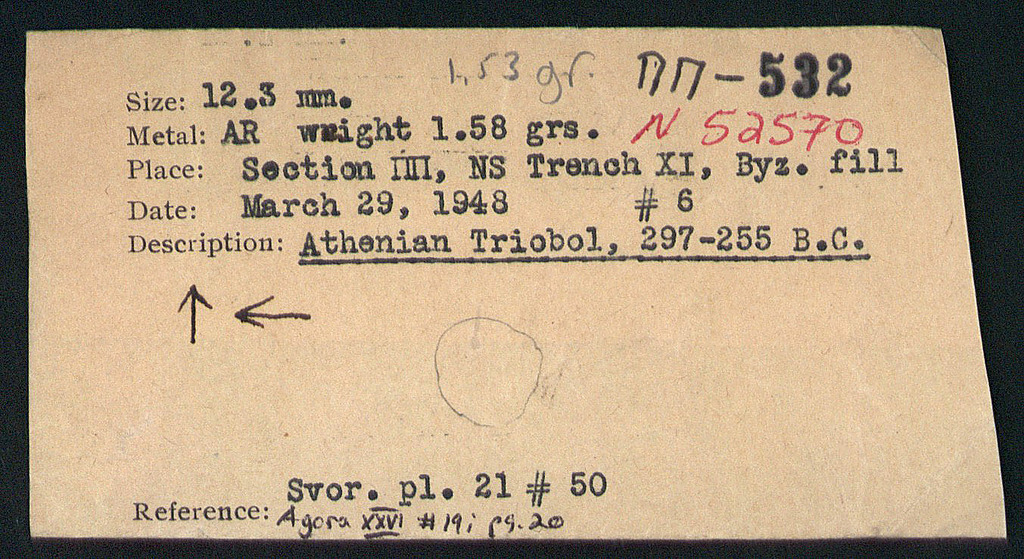 1,53 gr. ΠΠ-532
Size: 12.3 mm.
Metal: AR weight 1.58 grs. N 52570
Place: Section ΠΠ, NS Trench XI, Byz. fill
Date: March 29, 1948 # 6
Description: Athenian Triobol, 297-255 B.C.
↑ ←
Svor. pl. 21 # 50
Reference: Agora XXVI #19; pg. 20